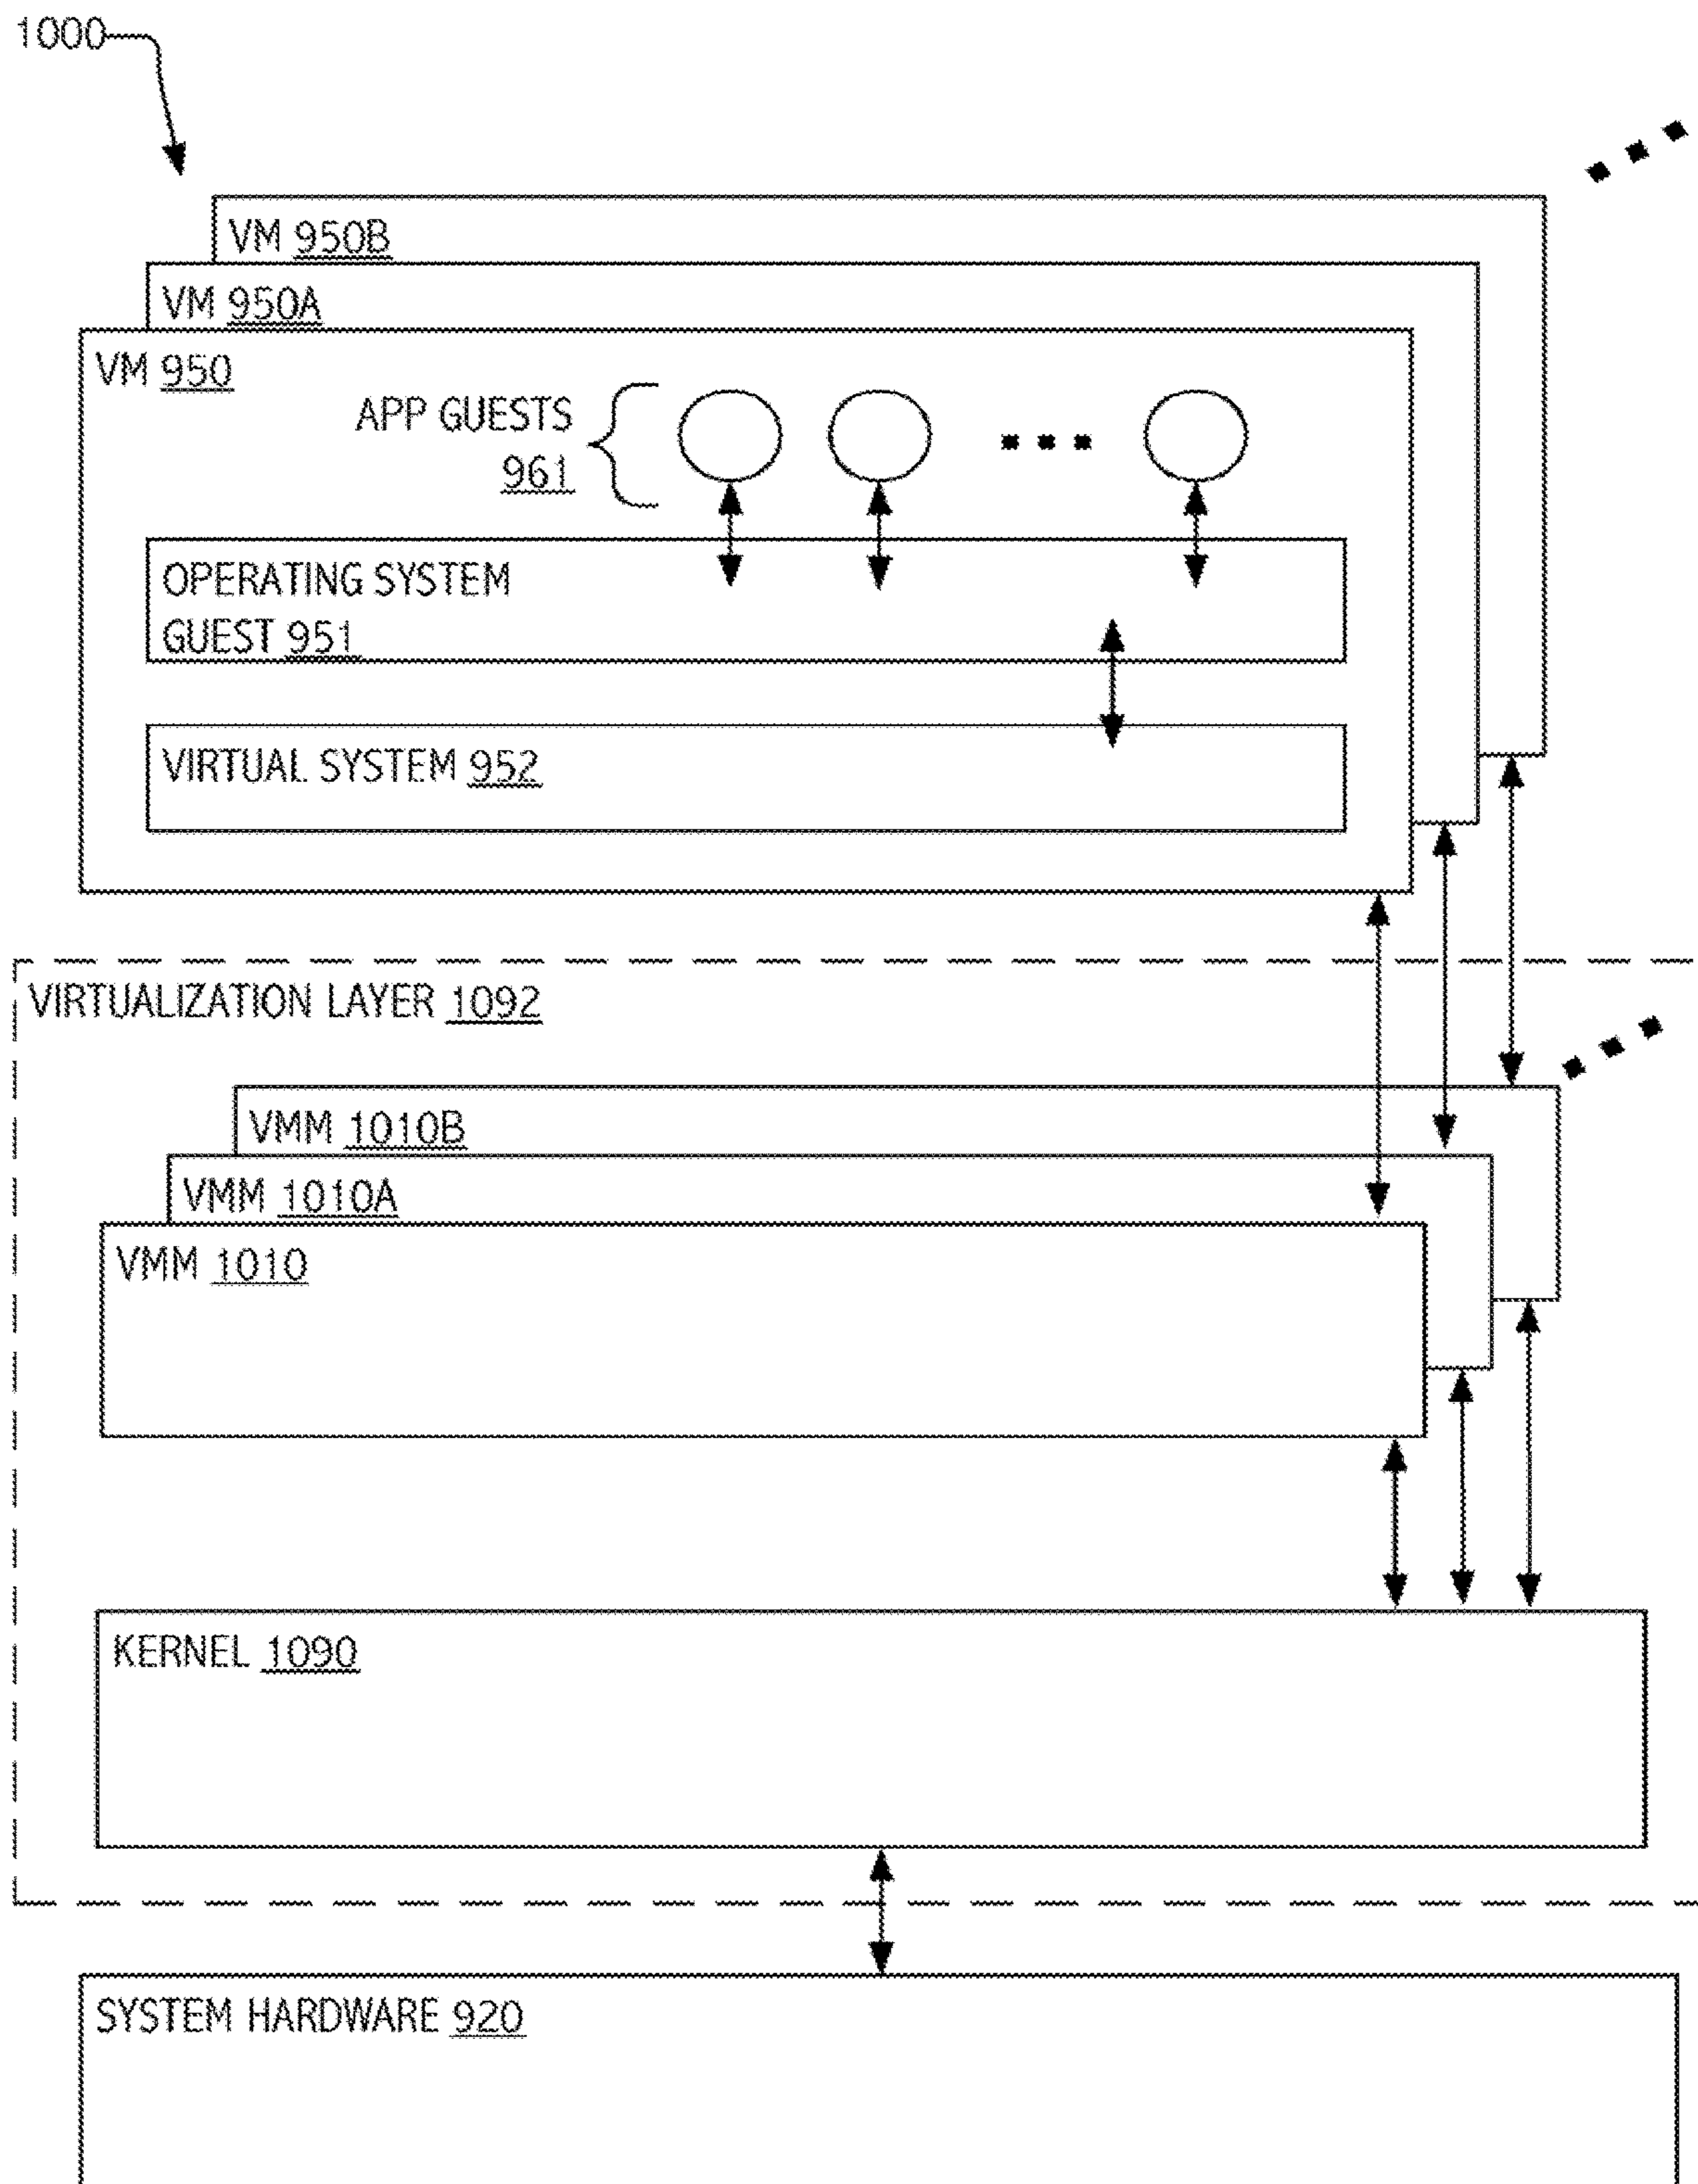 1000
VM 950B
VM 950A
VM 950
APP GUESTS
961
OPERATING SYSTEM
GUEST 951
VIRTUAL SYSTEM 952
VIRTUALIZATION LAYER 1092
VMM 1010B
VMM 1010A
VMM 1010
KERNEL 1090
SYSTEM HARDWARE 920